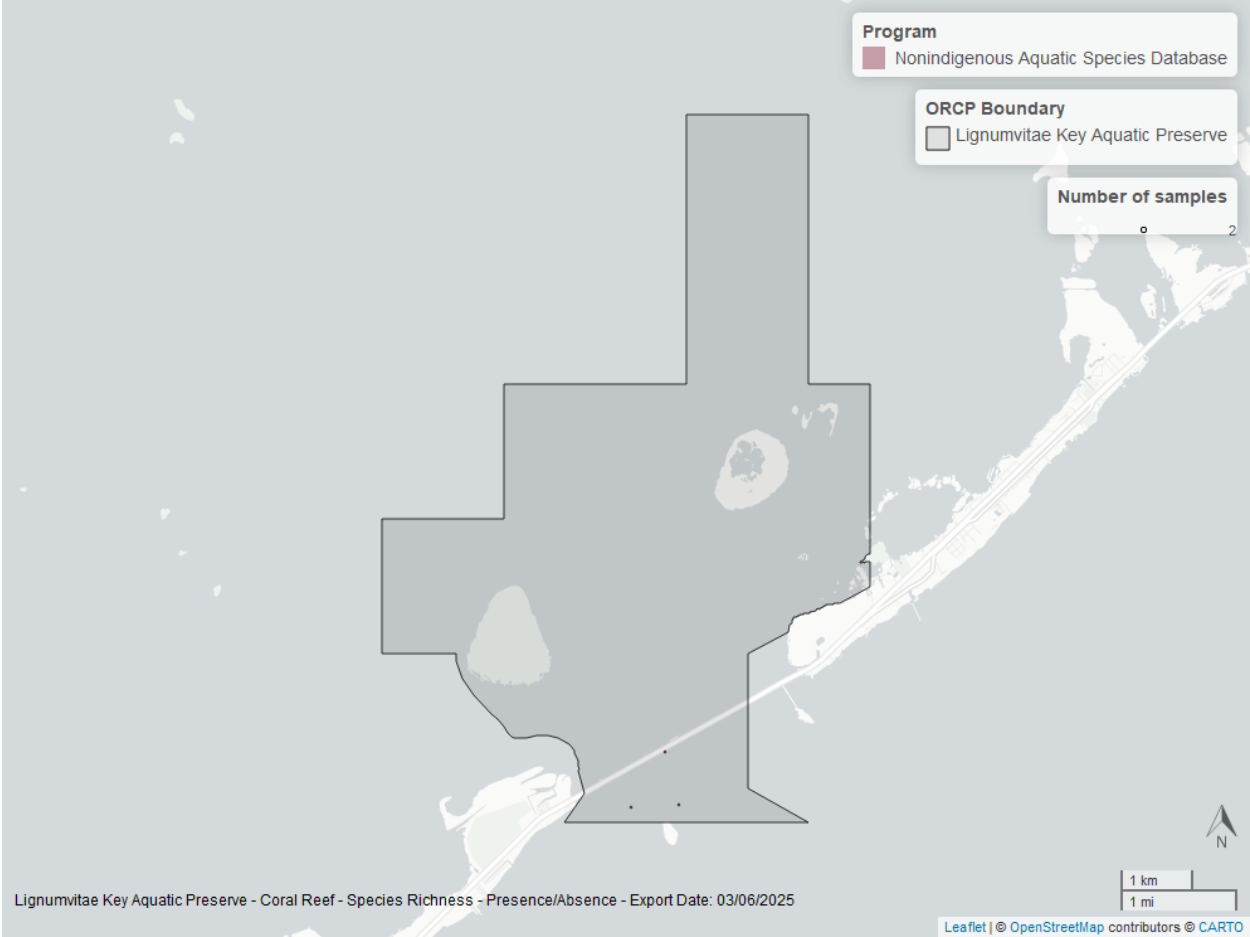 Program
Nonindigenous Aquatic Species Database
ORCP Boundary
Lignumvitae Key Aquatic Preserve
Number of samples
2
N
1 km
1 mi
Lignumvitae Key Aquatic Preserve - Coral Reef - Species Richness - Presence/Absence - Export Date: 03/06/2025
Leaflet | © OpenStreetMap contributors © CARTO